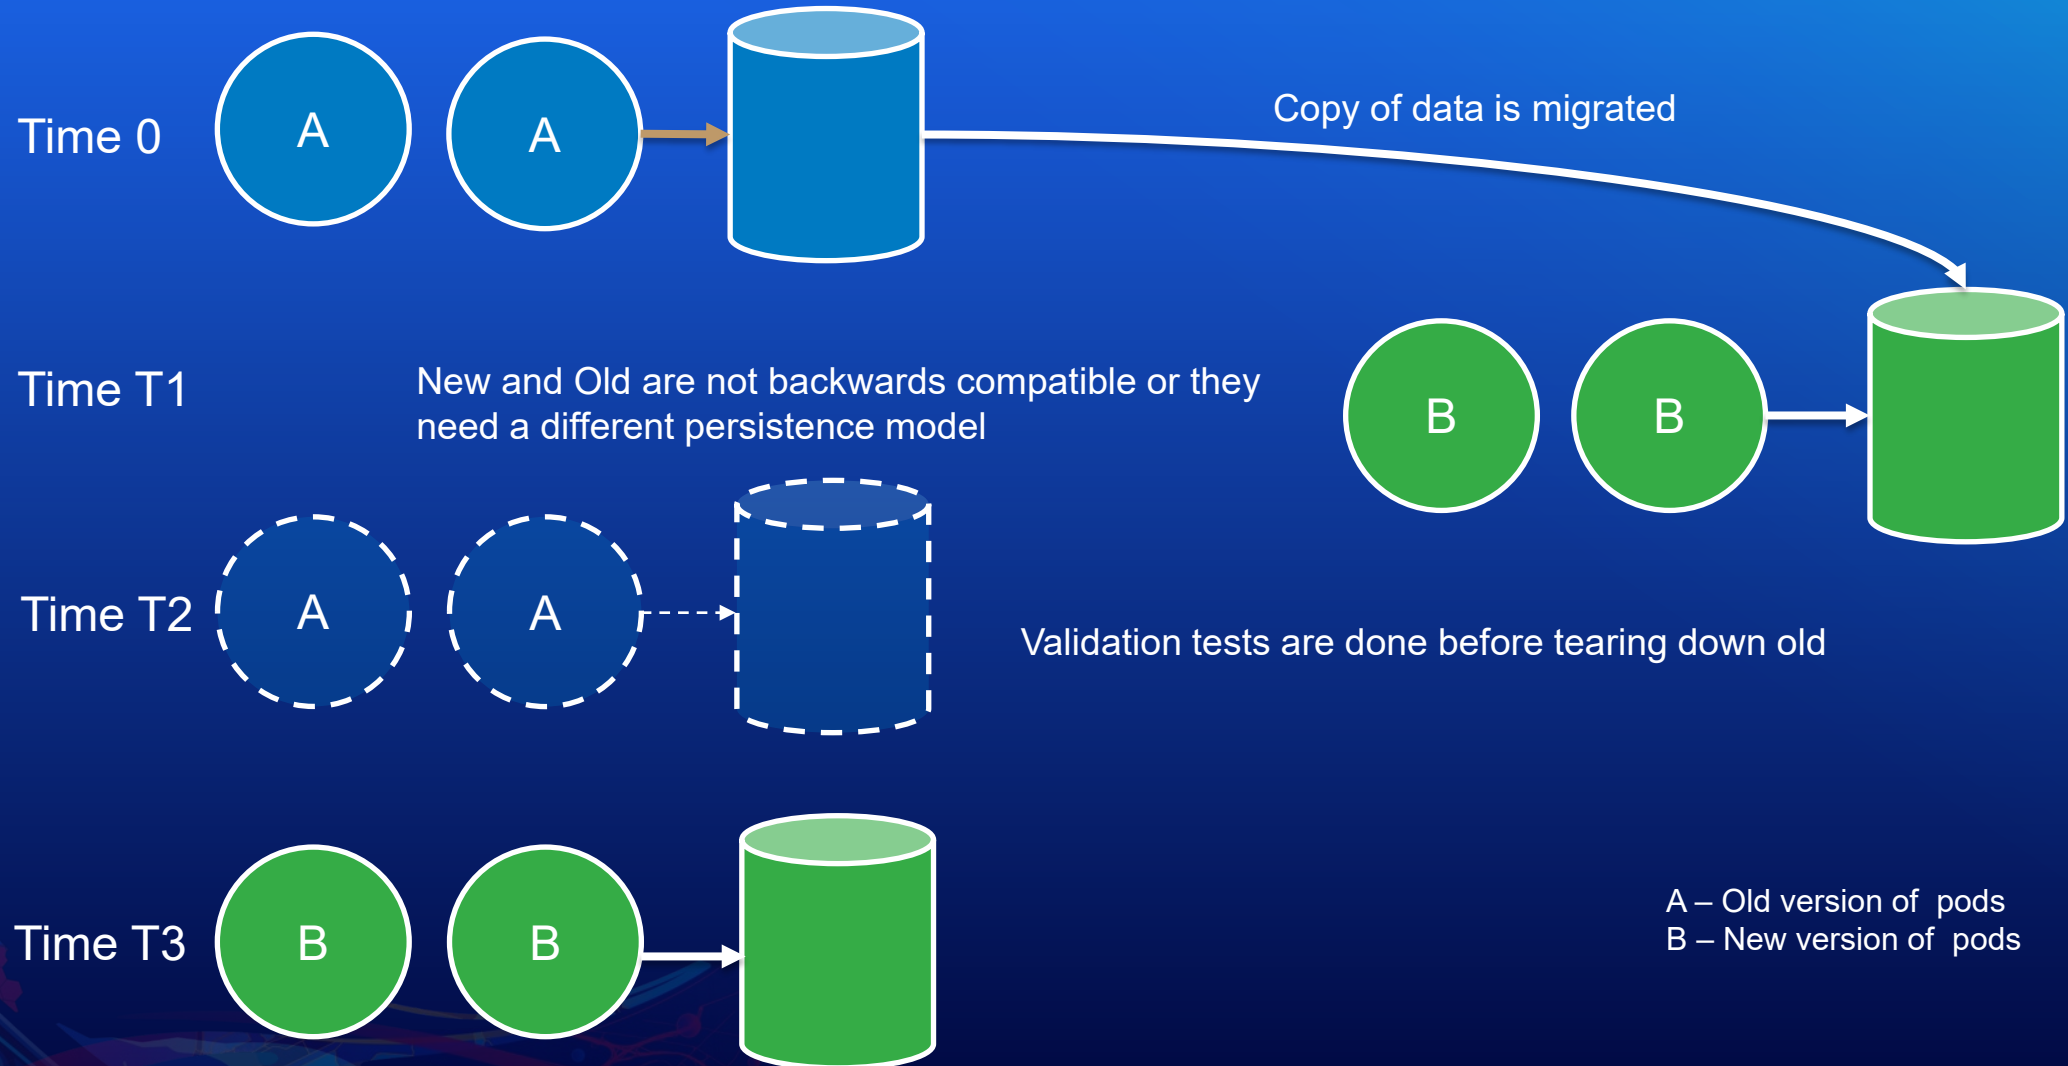 Time 0
A
A
Copy of data is migrated
Time T1
New and Old are not backwards compatible or they
need a different persistence model
B
B
Time T2
A
A
Validation tests are done before tearing down old
Time T3
B
B
A – Old version of  pods
B – New version of  pods